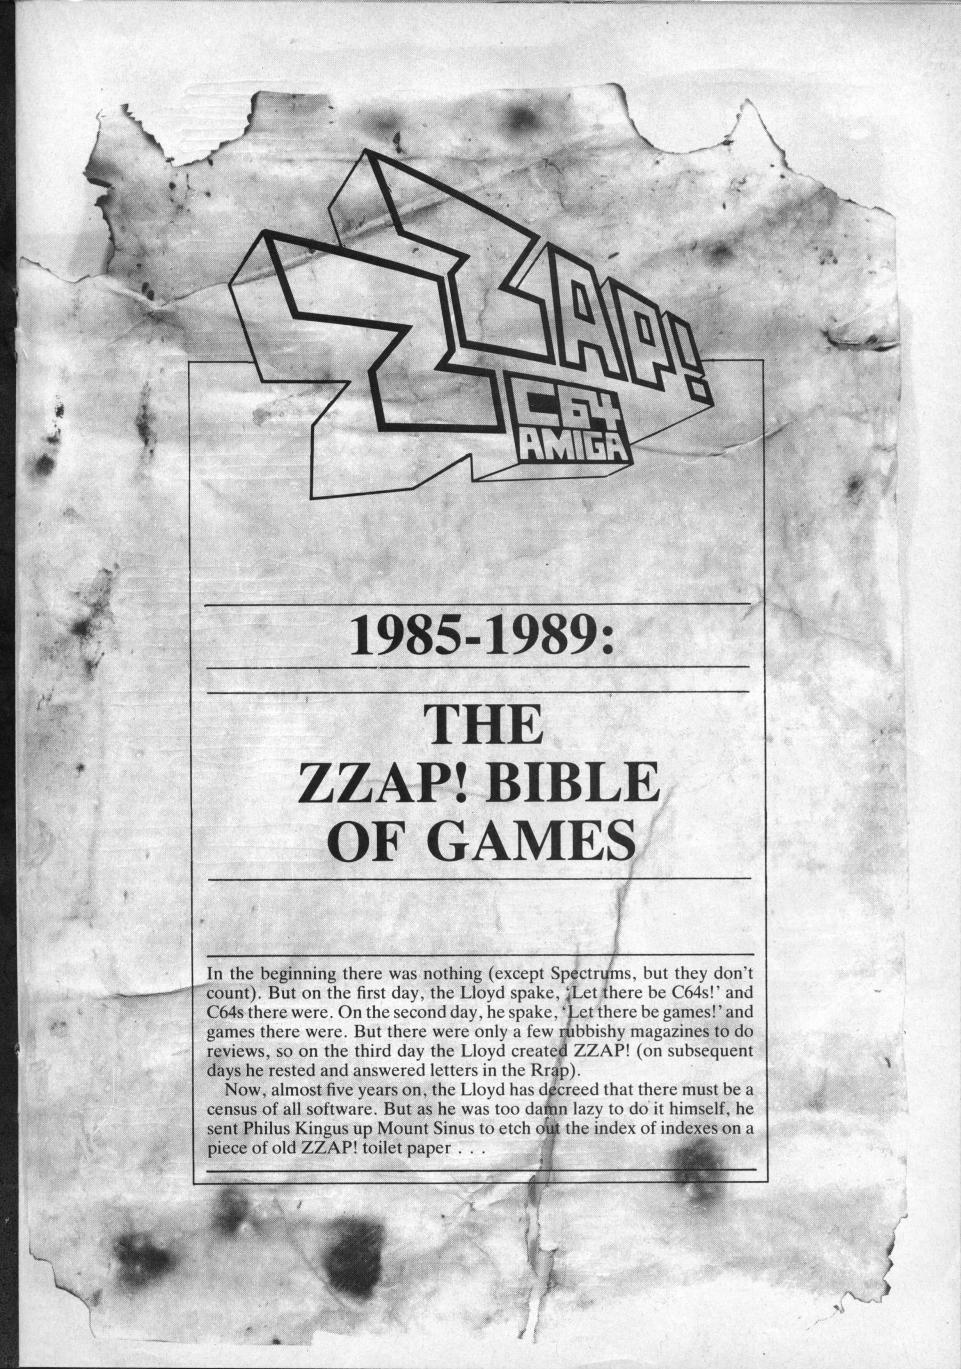 ZZAP!
C64
AMIGA
1985-1989:
THE
ZZAP! BIBLE
OF GAMES
In the beginning there was nothing (except Spectrums, but they don't
count). But on the first day, the Lloyd spake, 'Let there be C64s!' and
C64s there were. On the second day, he spake, 'Let there be games!' and
games there were. But there were only a few rubbishy magazines to do
reviews, so on the third day the Lloyd created ZZAP! (on subsequent
days he rested and answered letters in the Rrap).
Now, almost five years on, the Lloyd has decreed that there must be a
census of all software. But as he was too damn lazy to do it himself, he
sent Philus Kingus up Mount Sinus to etch out the index of indexes on a
piece of old ZZAP! toilet paper . . .